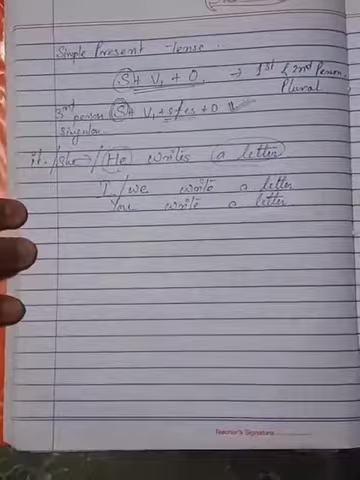 Simple Present Tense.
S+ V1 + O. → 1st & 2nd Person
Plural
3rd person S+ V1 + s/es + O
singular
it/She/He writes a letter
I/we write a letter
You write a letter
Teacher's Signature